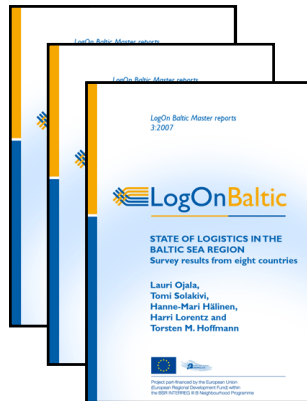 LogOn Baltic Master reports
LogOn Baltic Master reports
LogOn Baltic Master reports
3:2007
LogOnBaltic
STATE OF LOGISTICS IN THE
BALTIC SEA REGION
Survey results from eight countries
Lauri Ojala,
Tomi Solakivi,
Hanne-Mari Hälinen,
Harri Lorentz and
Torsten M. Hoffmann
Project part-financed by the European Union
(European Regional Development Fund) within
the BSR INTERREG III B Neighbourhood Programme